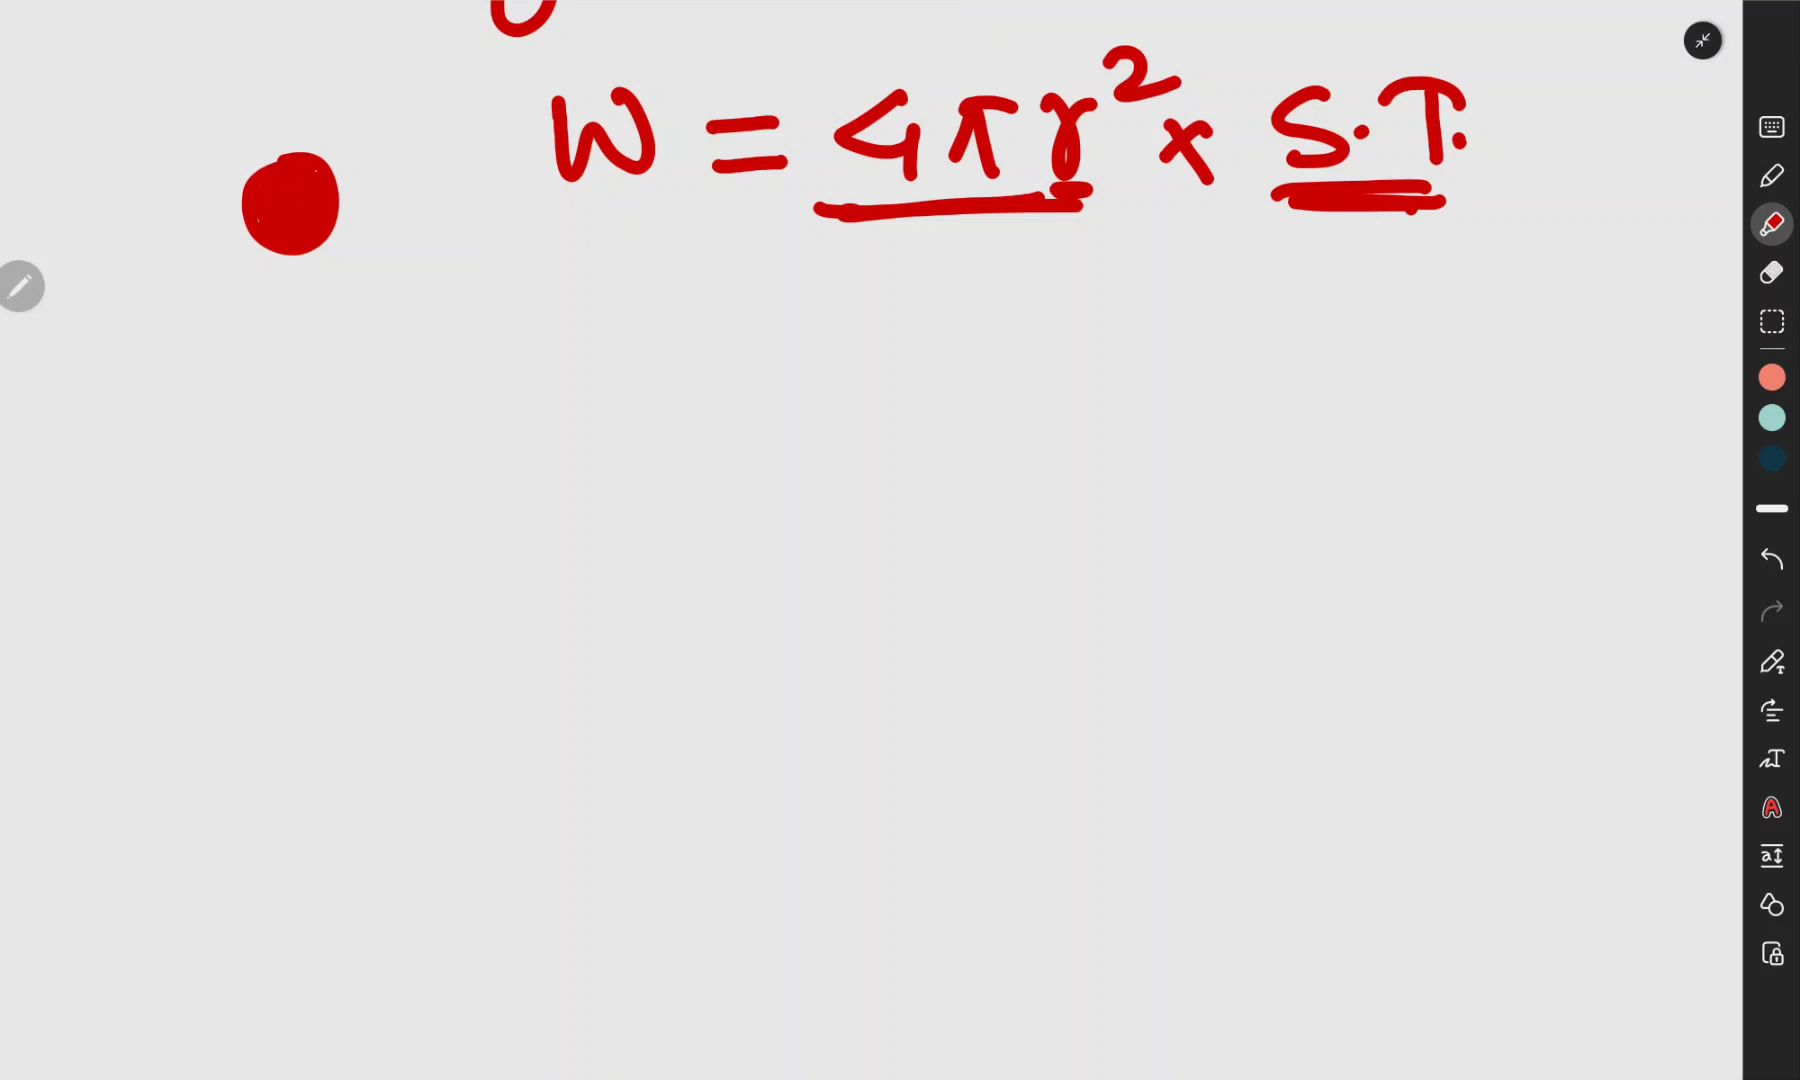 W = 4πr² × S.T.